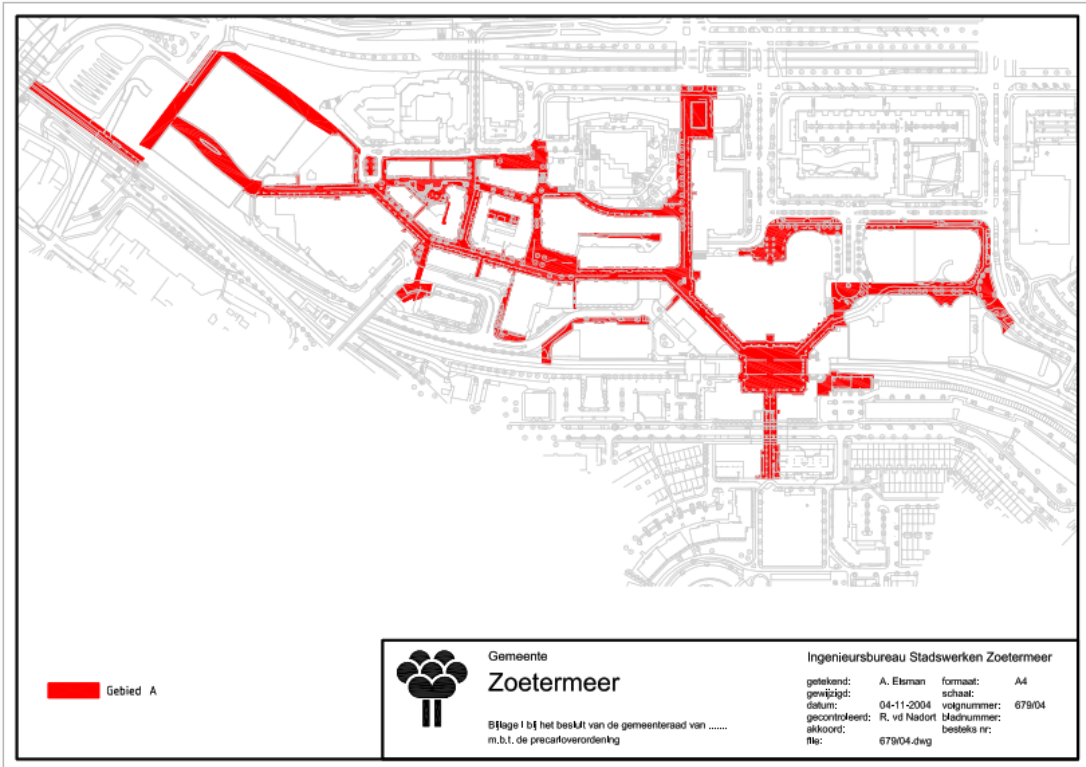 Gebied A
Gemeente
Zoetermeer
Bijlage I bij het besluit van de gemeenteraad van .......
m.b.t. de precarioverordening
Ingenieursbureau Stadswerken Zoetermeer
getekend: A. Elsman formaat: A4
gewijzigd: schaal:
datum: 04-11-2004 volgnummer: 679/04
gecontroleerd: R. vd Nadort bladnummer:
akkoord: besteks nr:
file: 679/04.dwg